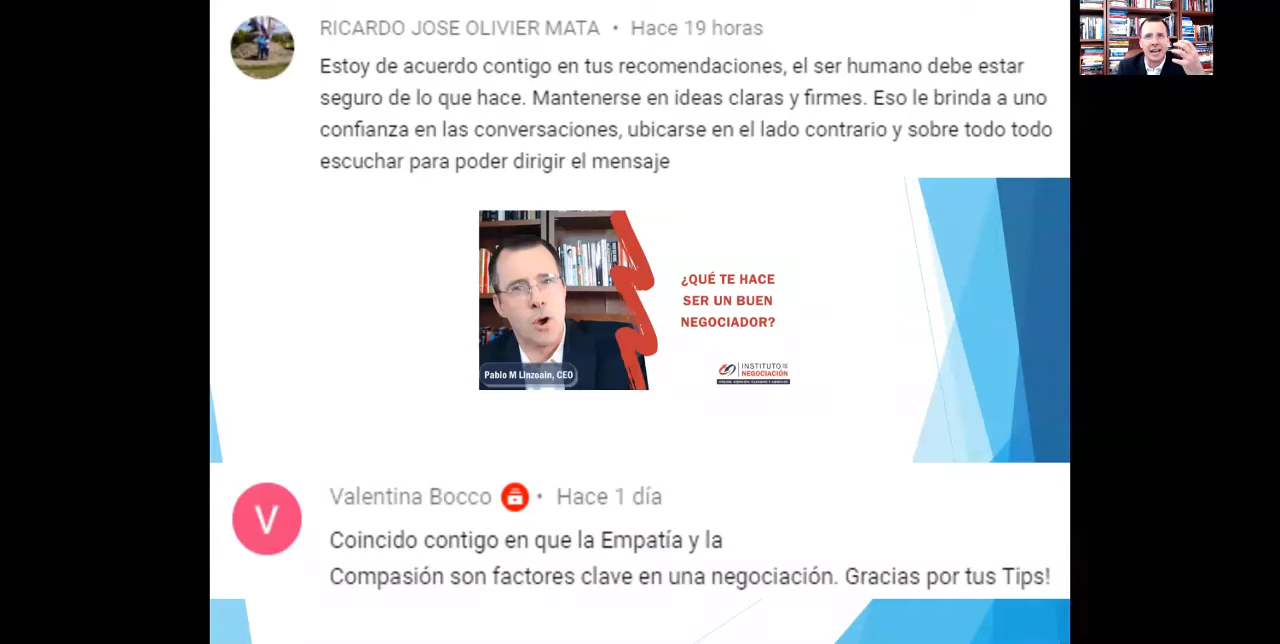 RICARDO JOSE OLIVIER MATA • Hace 19 horas
Estoy de acuerdo contigo en tus recomendaciones, el ser humano debe estar
seguro de lo que hace. Mantenerse en ideas claras y firmes. Eso le brinda a uno
confianza en las conversaciones, ubicarse en el lado contrario y sobre todo todo
escuchar para poder dirigir el mensaje
¿QUÉ TE HACE
SER UN BUEN
NEGOCIADOR?
Pablo M Linzoain, CEO
INSTITUTO DE
NEGOCIACIÓN
V
Valentina Bocco • Hace 1 día
Coincido contigo en que la Empatía y la
Compasión son factores clave en una negociación. Gracias por tus Tips!